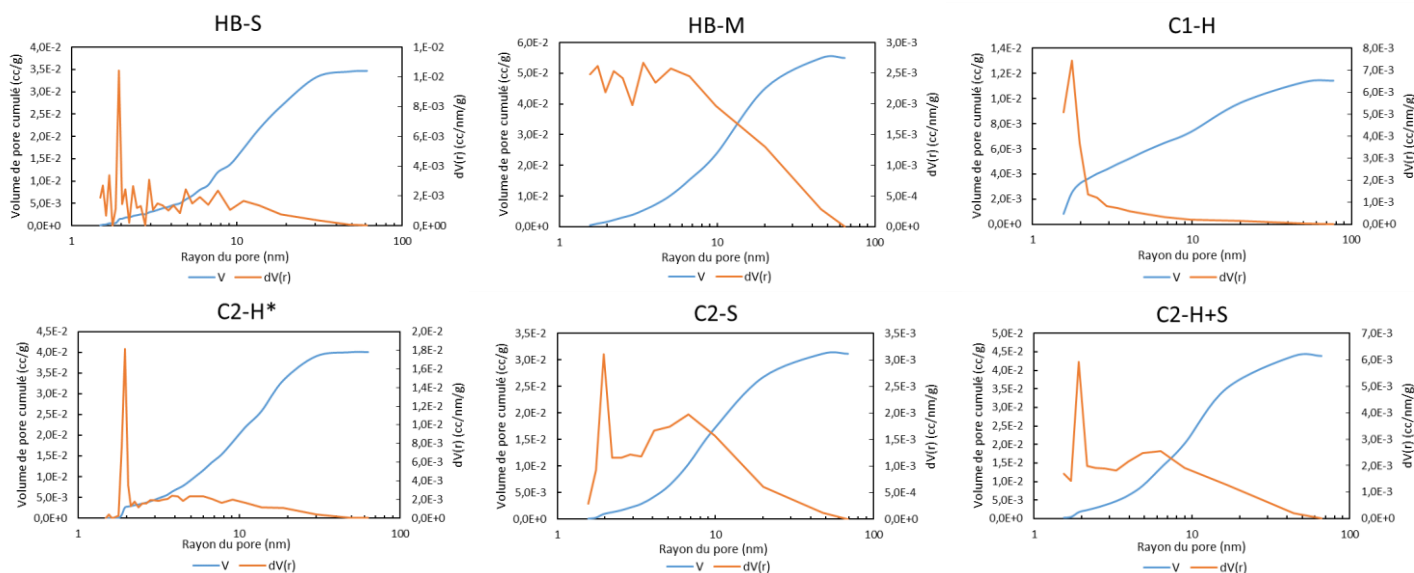 HB-S
Volume de pore cumulé (cc/g)
4,0E-2
3,5E-2
3,0E-2
2,5E-2
2,0E-2
1,5E-2
1,0E-2
5,0E-3
0,0E+0
1,E-02
1,E-02
8,E-03
6,E-03
4,E-03
2,E-03
0,E+00
dV(r) (cc/nm/g)
1 10 100
Rayon du pore (nm)
V dV(r)
HB-M
Volume de pore cumulé (cc/g)
6,0E-2
5,0E-2
4,0E-2
3,0E-2
2,0E-2
1,0E-2
0,0E+0
3,0E-3
2,5E-3
2,0E-3
1,5E-3
1,0E-3
5,0E-4
0,0E+0
dV(r) (cc/nm/g)
1 10 100
Rayon du pore (nm)
V dV(r)
C1-H
Volume de pore cumulé (cc/g)
1,4E-2
1,2E-2
1,0E-2
8,0E-3
6,0E-3
4,0E-3
2,0E-3
0,0E+0
8,0E-3
7,0E-3
6,0E-3
5,0E-3
4,0E-3
3,0E-3
2,0E-3
1,0E-3
0,0E+0
dV(r) (cc/nm/g)
1 10 100
Rayon du pore (nm)
V dV(r)
C2-H*
Volume de pore cumulé (cc/g)
4,5E-2
4,0E-2
3,5E-2
3,0E-2
2,5E-2
2,0E-2
1,5E-2
1,0E-2
5,0E-3
0,0E+0
2,0E-2
1,8E-2
1,6E-2
1,4E-2
1,2E-2
1,0E-2
8,0E-3
6,0E-3
4,0E-3
2,0E-3
0,0E+0
dV(r) (cc/nm/g)
1 10 100
Rayon du pore (nm)
V dV(r)
C2-S
Volume de pore cumulé (cc/g)
3,5E-2
3,0E-2
2,5E-2
2,0E-2
1,5E-2
1,0E-2
5,0E-3
0,0E+0
3,5E-3
3,0E-3
2,5E-3
2,0E-3
1,5E-3
1,0E-3
5,0E-4
0,0E+0
dV(r) (cc/nm/g)
1 10 100
Rayon du pore (nm)
V dV(r)
C2-H+S
Volume de pore cumulé (cc/g)
5,0E-2
4,5E-2
4,0E-2
3,5E-2
3,0E-2
2,5E-2
2,0E-2
1,5E-2
1,0E-2
5,0E-3
0,0E+0
7,0E-3
6,0E-3
5,0E-3
4,0E-3
3,0E-3
2,0E-3
1,0E-3
0,0E+0
dV(r) (cc/nm/g)
1 10 100
Rayon du pore (nm)
V dV(r)